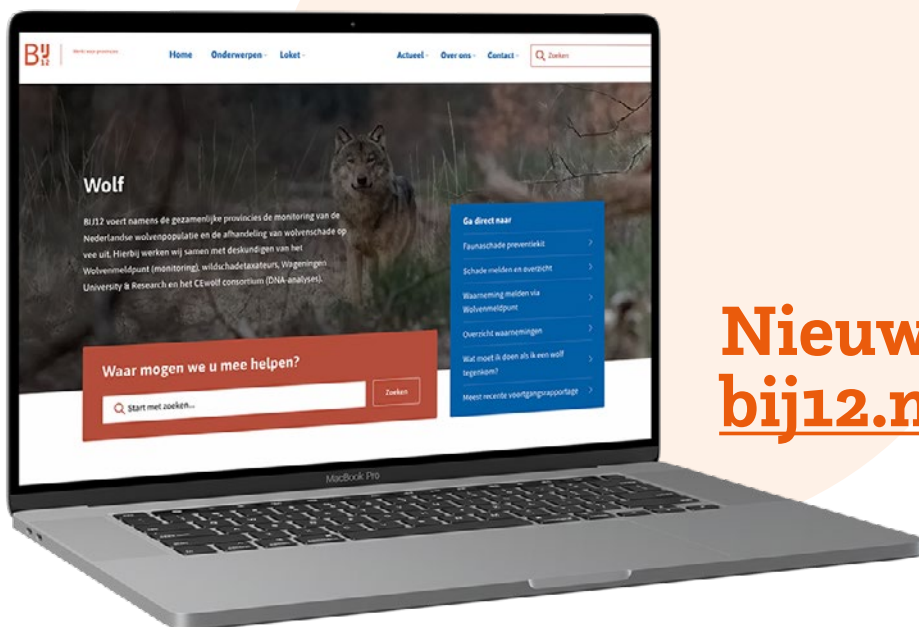 BIJ12
Werkt voor provincies
Home
Onderwerpen
Loket
Actueel
Over ons
Contact
Zoeken
Wolf
BIJ12 voert namens de gezamenlijke provincies de monitoring van de
Nederlandse wolvenpopulatie en de afhandeling van wolvenschade op
vee uit. Hierbij werken wij samen met deskundigen van het
Wolvenmeldpunt (monitoring), wildschadetaxateurs, Wageningen
University & Research en het CEwolf consortium (DNA-analyses).
Ga direct naar
Faunaschade preventiekit
Schade melden en overzicht
Waarneming melden via
Wolvenmeldpunt
Overzicht waarnemingen
Wat moet ik doen als ik een wolf
tegenkom?
Meest recente voortgangsrapportage
Waar mogen we u mee helpen?
Start met zoeken...
Zoeken
Nieuw
bij12.n
MacBook Pro